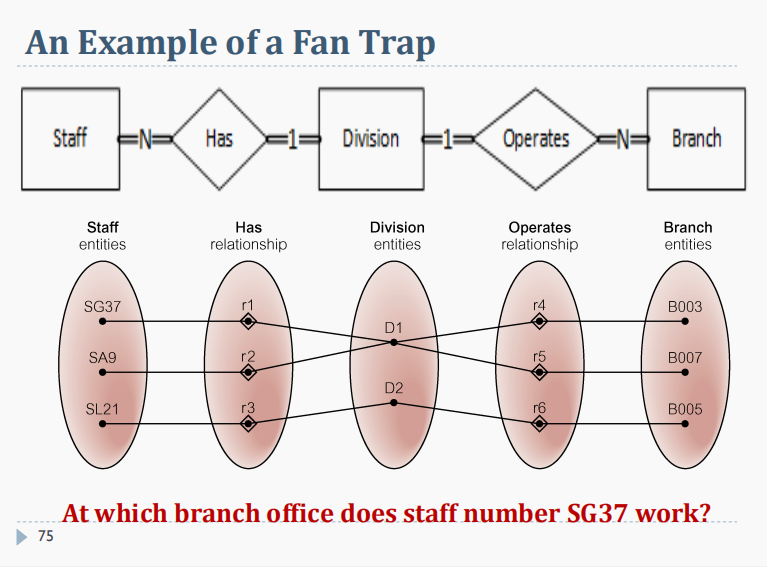 An Example of a Fan Trap
Staff N Has 1 Division 1 Operates N Branch
Staff Has Division Operates Branch
entities relationship entities relationship entities
SG37 r1 D1 r4 B003
SA9 r2 r5 B007
SL21 r3 D2 r6 B005
At which branch office does staff number SG37 work?
75